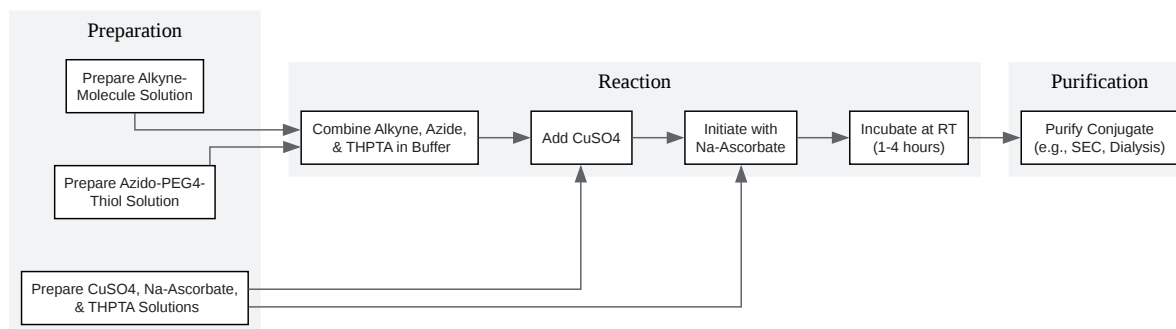 Preparation
Prepare Alkyne-
Molecule Solution
Prepare Azido-PEG4-
Thiol Solution
Prepare CuSO4, Na-Ascorbate,
& THPTA Solutions
Reaction
Combine Alkyne, Azide,
& THPTA in Buffer
Add CuSO4
Initiate with
Na-Ascorbate
Incubate at RT
(1-4 hours)
Purification
Purify Conjugate
(e.g., SEC, Dialysis)